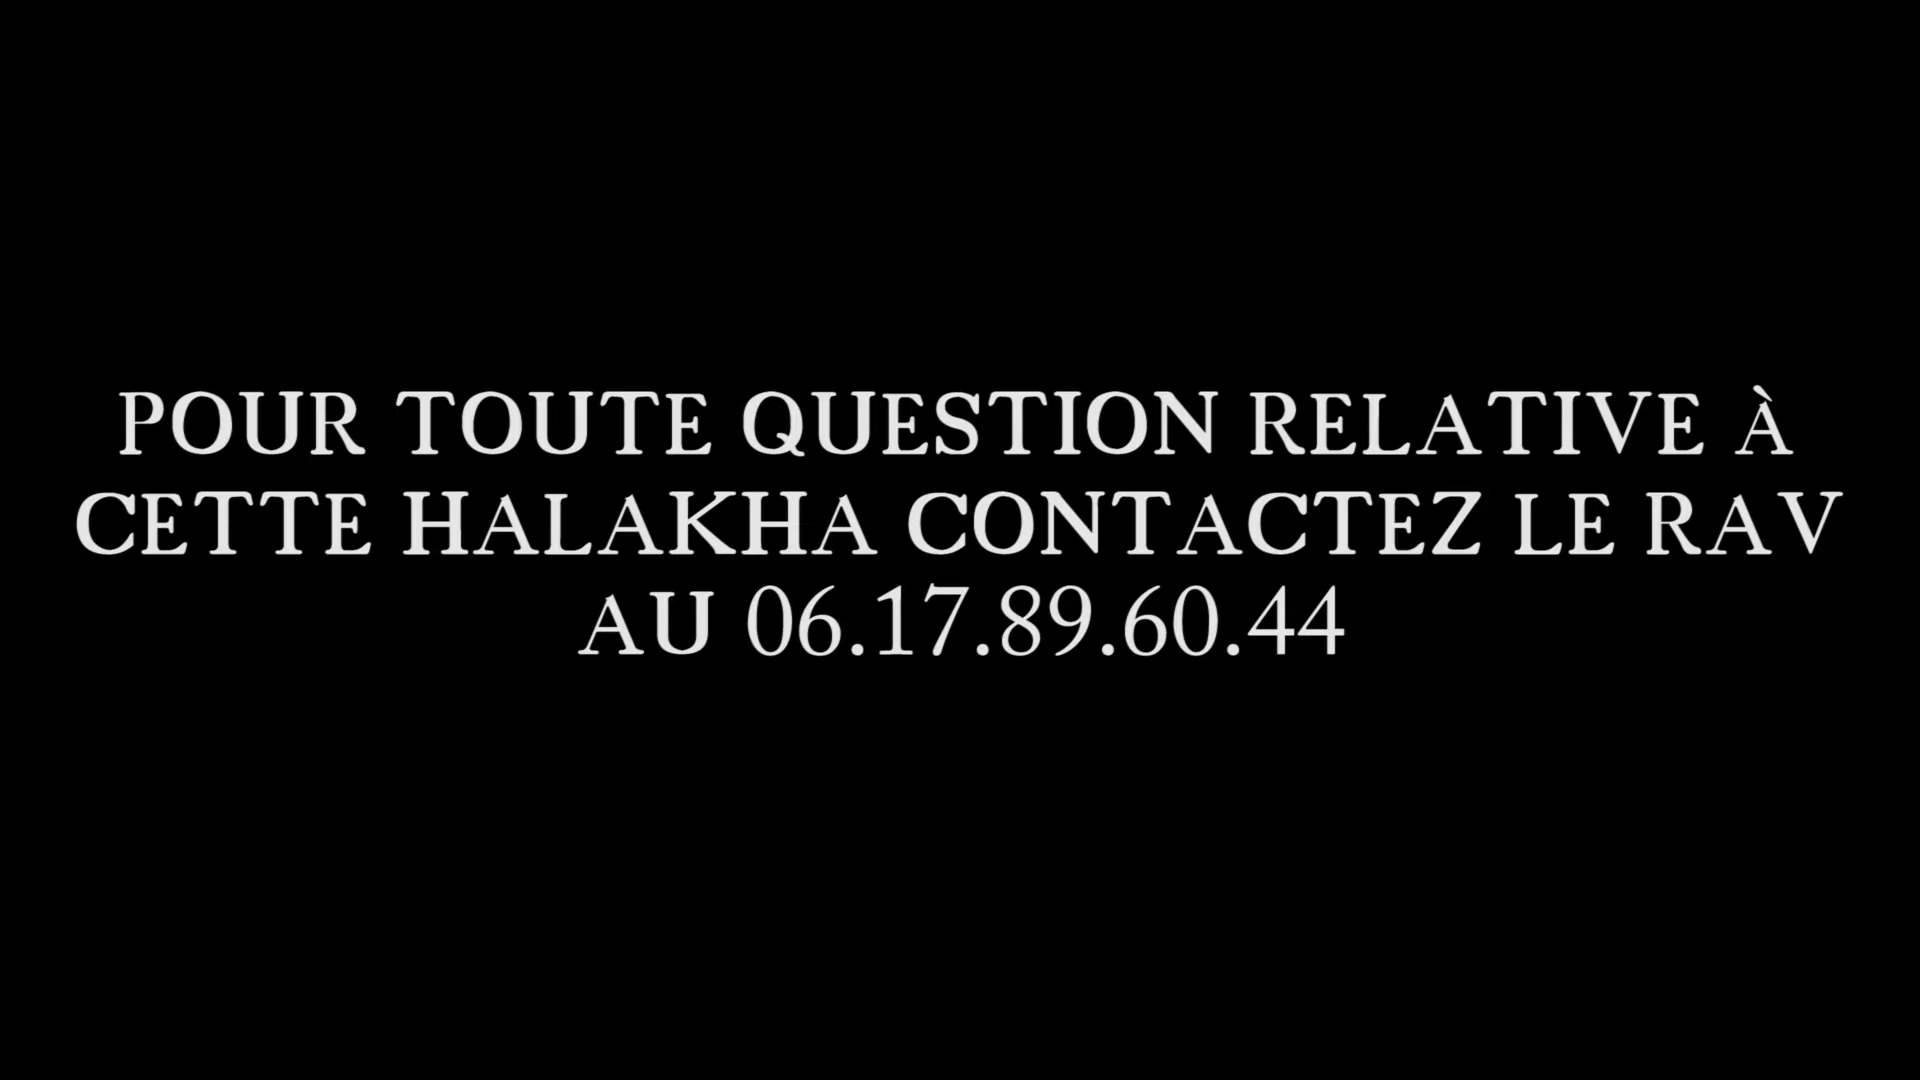 POUR TOUTE QUESTION RELATIVE À
CETTE HALAKHA CONTACTEZ LE RAV
AU 06.17.89.60.44